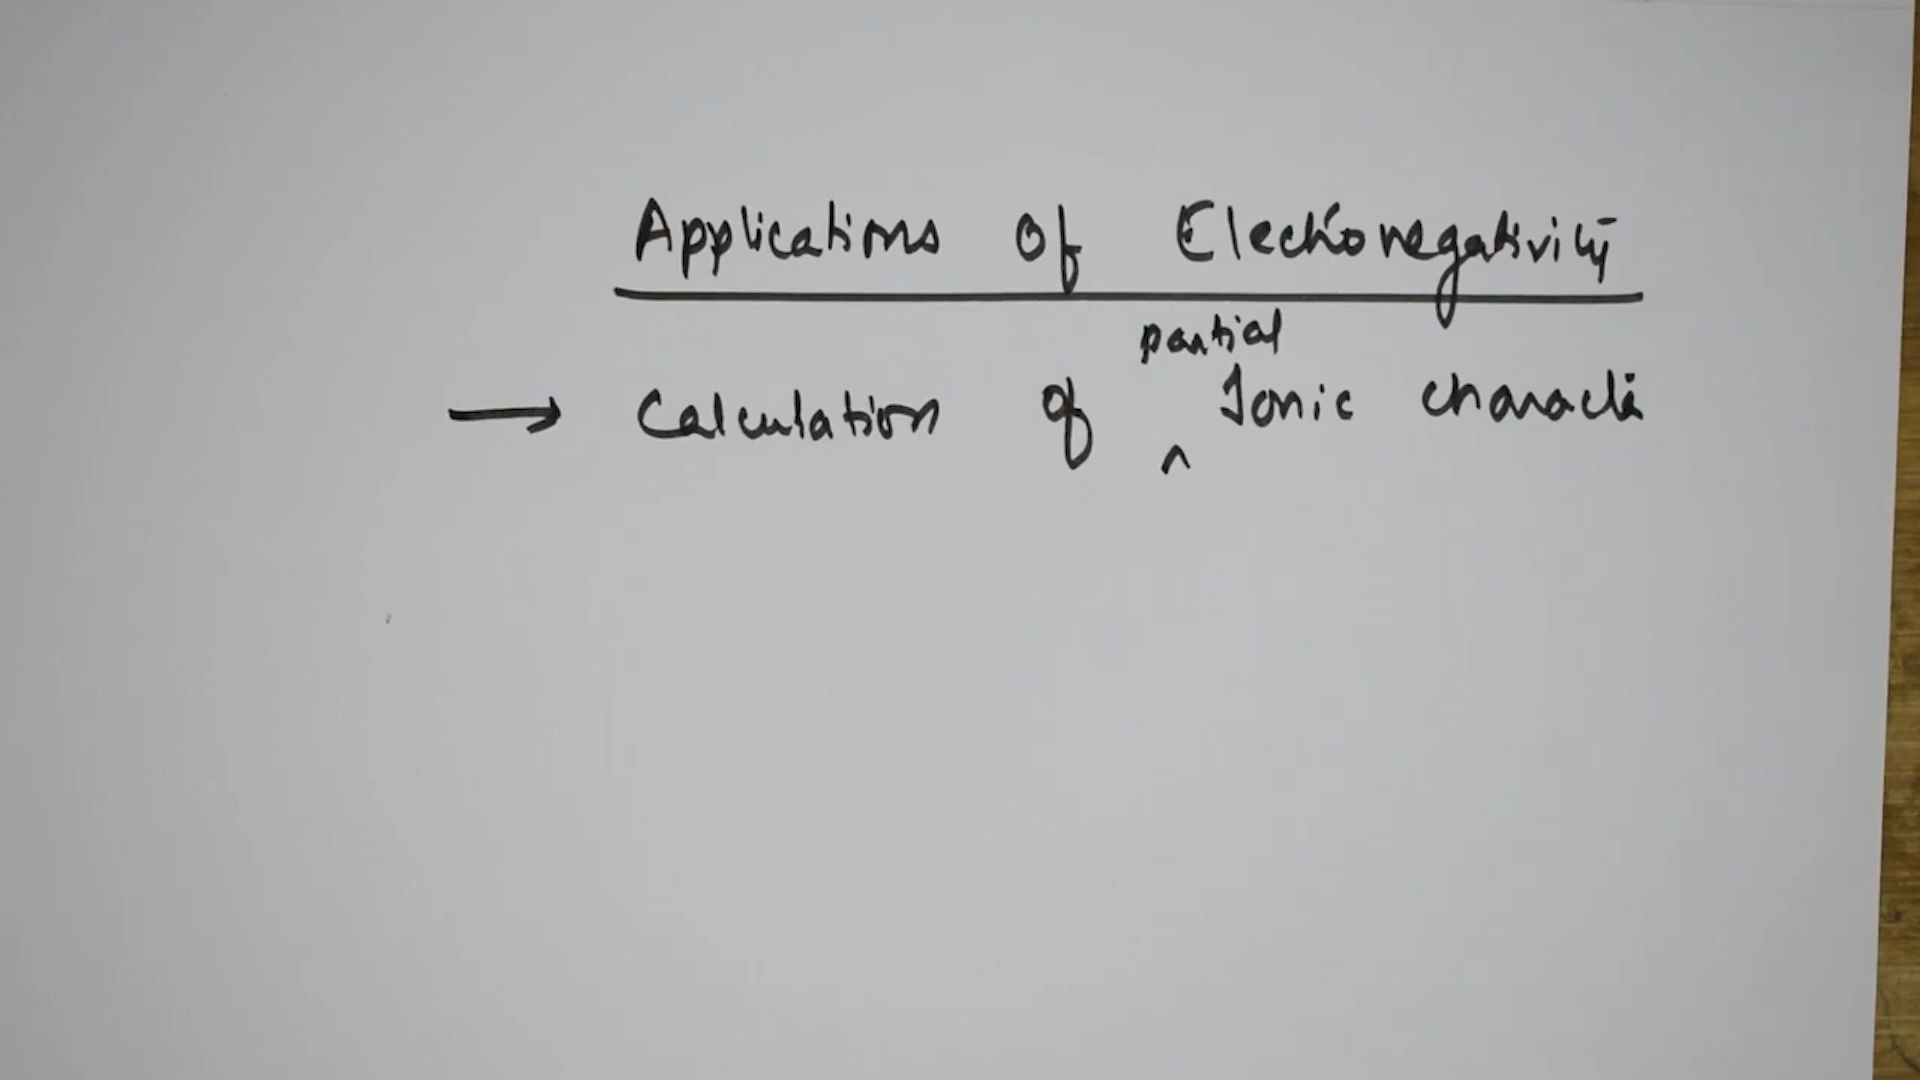 Applications of Electronegativity
partial
→ Calculation of ^ Ionic character